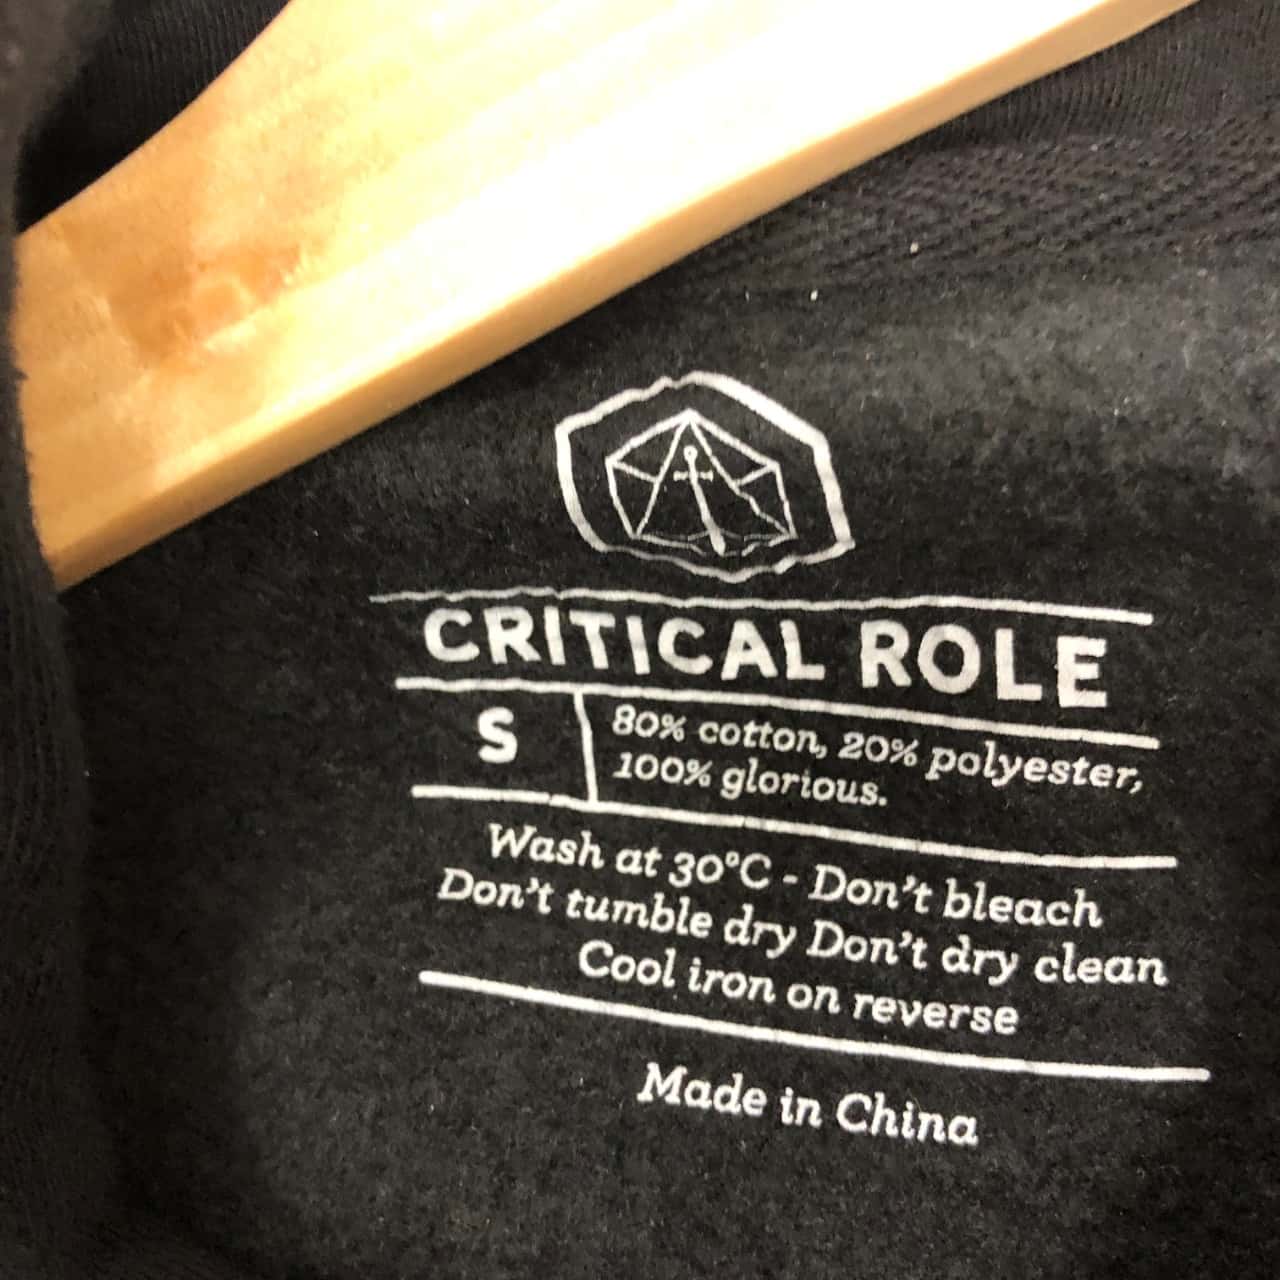 CRITICAL ROLE
S
80% cotton, 20% polyester,
100% glorious.
Wash at 30°C - Don't bleach
Don't tumble dry Don't dry clean
Cool iron on reverse
Made in China